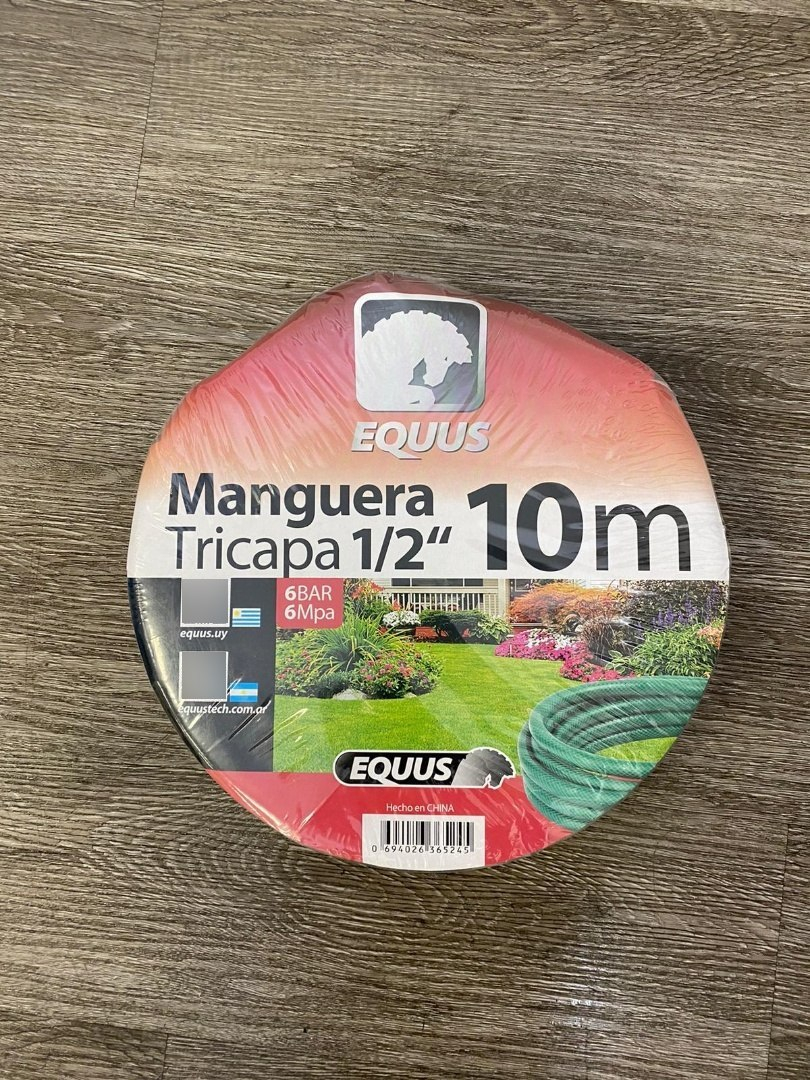 EQUUS
Manguera
Tricapa 1/2“ 10m
6BAR
6Mpa
equus.uy
equustech.com.ar
EQUUS
Hecho en CHINA
0 694026 365245